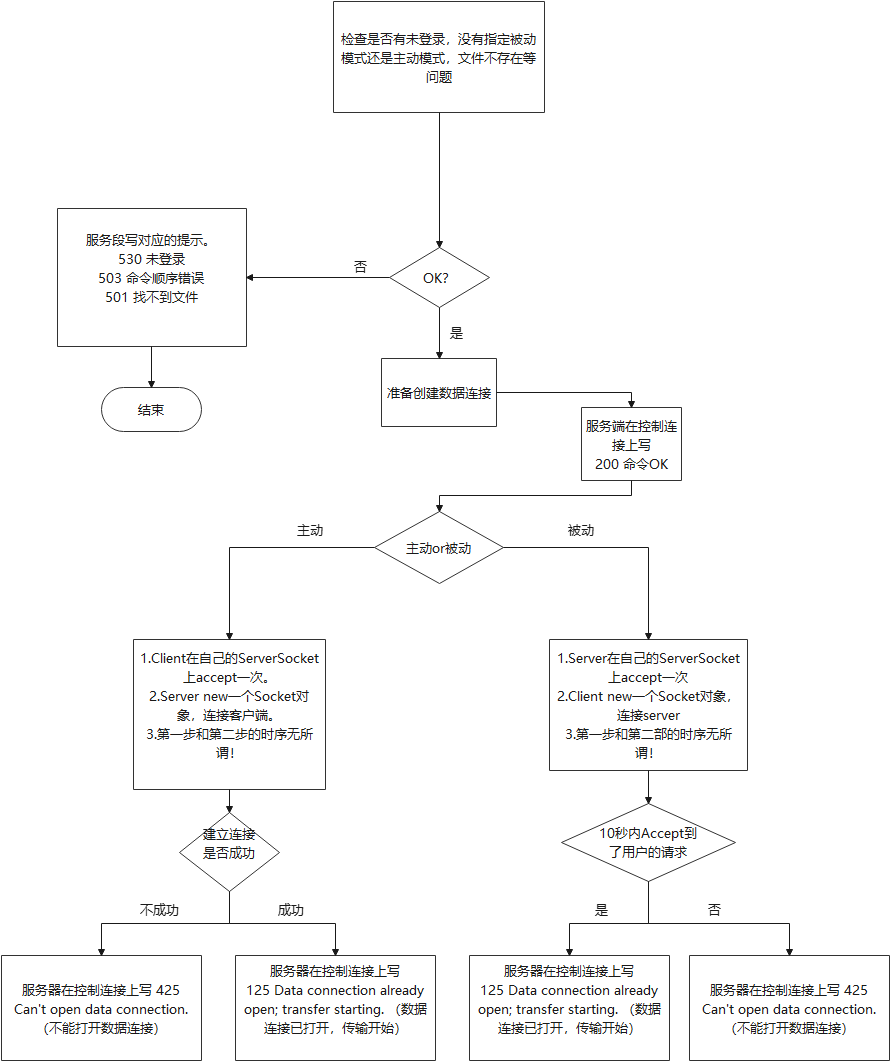 检查是否有未登录，没有指定被动
模式还是主动模式，文件不存在等
问题
服务段写对应的提示。
530 未登录
503 命令顺序错误
501 找不到文件
否
OK?
是
结束
准备创建数据连接
服务端在控制连
接上写
200 命令OK
主动
主动or被动
被动
1.Client在自己的ServerSocket
上accept一次。
2.Server new一个Socket对
象，连接客户端。
3.第一步和第二步的时序无所
谓！
1.Server在自己的ServerSocket
上accept一次
2.Client new一个Socket对象，
连接server
3.第一步和第二部的时序无所
谓！
建立连接
是否成功
10秒内Accept到
了用户的请求
不成功
成功
是
否
服务器在控制连接上写 425
Can't open data connection.
（不能打开数据连接）
服务器在控制连接上写
125 Data connection already
open; transfer starting. （数据
连接已打开，传输开始）
服务器在控制连接上写
125 Data connection already
open; transfer starting. （数据
连接已打开，传输开始）
服务器在控制连接上写 425
Can't open data connection.
（不能打开数据连接）